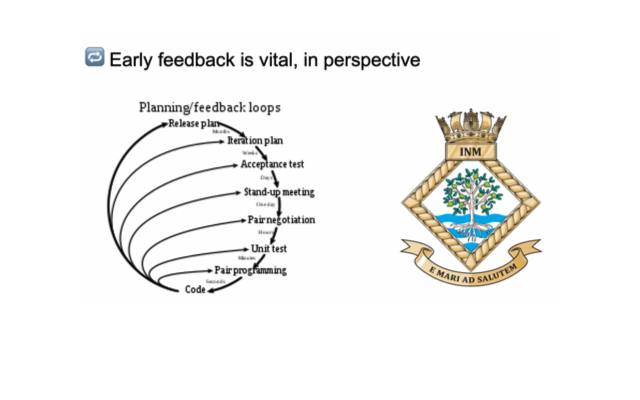 Early feedback is vital, in perspective
Planning/feedback loops
Release plan
Months
Iteration plan
Weeks
Acceptance test
Days
Stand-up meeting
One day
Pair negotiation
Hours
Unit test
Minutes
Pair programming
Seconds
Code
INM
E MARI AD SALUTEM